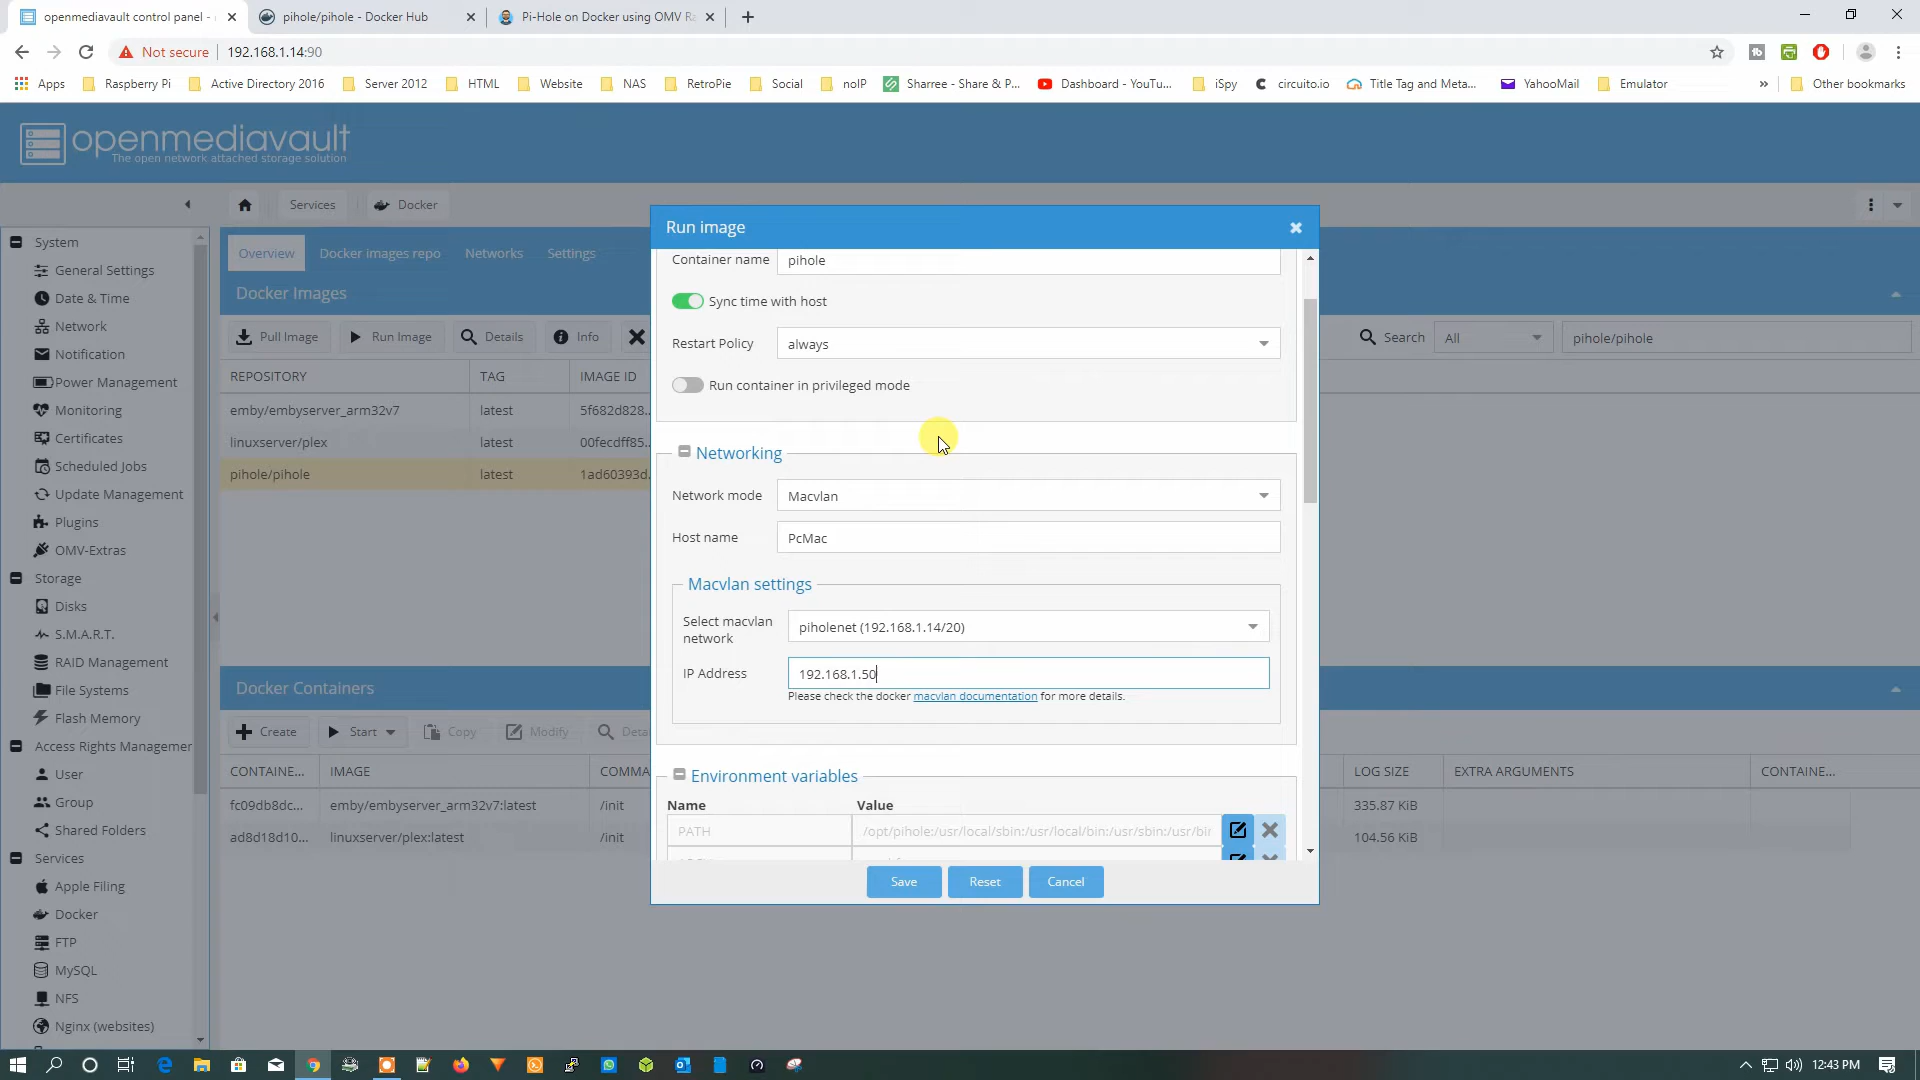 openmediavault control panel -
pihole/pihole - Docker Hub
Pi-Hole on Docker using OMV Ra
Not secure
192.168.1.14:90
Apps
Raspberry Pi
Active Directory 2016
Server 2012
HTML
Website
NAS
RetroPie
Social
noIP
Sharree - Share & P...
Dashboard - YouTu...
iSpy
circuito.io
Title Tag and Meta...
YahooMail
Emulator
»
Other bookmarks
openmediavault
The open network attached storage solution
Services
Docker
System
General Settings
Date & Time
Network
Notification
Power Management
Monitoring
Certificates
Scheduled Jobs
Update Management
Plugins
OMV-Extras
Storage
Disks
S.M.A.R.T.
RAID Management
File Systems
Flash Memory
Access Rights Managemer
User
Group
Shared Folders
Services
Apple Filing
Docker
FTP
MySQL
NFS
Nginx (websites)
Overview
Docker images repo
Networks
Settings
Docker Images
Pull Image
Run Image
Details
Info
Search
All
pihole/pihole
REPOSITORY
TAG
IMAGE ID
emby/embyserver_arm32v7
latest
5f682d828...
linuxserver/plex
latest
00fecdff85...
pihole/pihole
latest
1ad60393d...
Docker Containers
Create
Start
Copy
Modify
Deta
CONTAINE...
IMAGE
COMMA
LOG SIZE
EXTRA ARGUMENTS
CONTAINE...
fc09db8dc...
emby/embyserver_arm32v7:latest
/init
335.87 KiB
ad8d18d10...
linuxserver/plex:latest
/init
104.56 KiB
Run image
Container name
pihole
Sync time with host
Restart Policy
always
Run container in privileged mode
Networking
Network mode
Macvlan
Host name
PcMac
Macvlan settings
Select macvlan
network
piholenet (192.168.1.14/20)
IP Address
192.168.1.50
Please check the docker macvlan documentation for more details.
Environment variables
Name
Value
PATH
/opt/pihole:/usr/local/sbin:/usr/local/bin:/usr/sbin:/usr/bir
Save
Reset
Cancel
12:43 PM